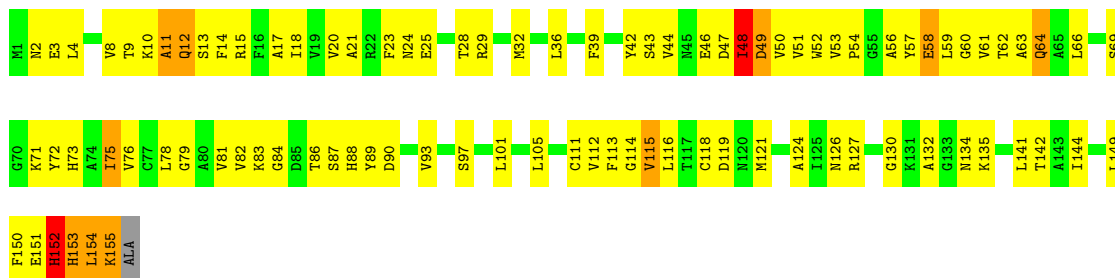 M1 N2 E3 L4 V8 T9 K10 A11 Q12 S13 F14 R15 F16 A17 I18 V19 V20 A21 R22 F23 N24 E25 T28 R29 M32 L36 F39 Y42 S43 V44 N45 E46 D47 I48 D49 V50 V51 W52 V53 P54 G55 A56 Y57 E58 L59 G60 V61 T62 A63 Q64 A65 L66 S69
G70 K71 Y72 H73 A74 I75 V76 C77 L78 G79 A80 V81 V82 K83 G84 D85 T86 S87 H88 Y89 D90 V93 S97 L101 L105 C111 V112 F113 G114 V115 L116 T117 C118 D119 N120 M121 A124 I125 N126 R127 G130 K131 A132 G133 N134 K135 L141 T142 A143 I144
F150 E151 H152 H153 L154 K155 ALA